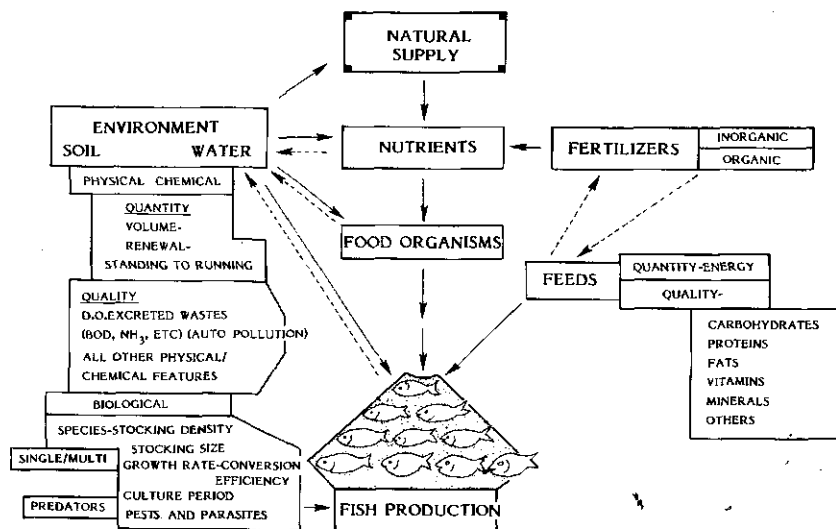 NATURAL
SUPPLY
ENVIRONMENT
SOIL WATER
NUTRIENTS
FERTILIZERS
INORGANIC
ORGANIC
PHYSICAL CHEMICAL
QUANTITY
VOLUME-
RENEWAL-
STANDING TO RUNNING
FOOD ORGANISMS
FEEDS
QUANTITY-ENERGY
QUALITY-
CARBOHYDRATES
PROTEINS
FATS
VITAMINS
MINERALS
OTHERS
QUALITY
D.O.EXCRETED WASTES
(BOD, NH3, ETC) (AUTO POLLUTION)
ALL OTHER PHYSICAL/
CHEMICAL FEATURES
BIOLOGICAL
SPECIES-STOCKING DENSITY
STOCKING SIZE
SINGLE/MULTI
GROWTH RATE-CONVERSION
EFFICIENCY
CULTURE PERIOD
PREDATORS
PESTS. AND PARASITES
FISH PRODUCTION